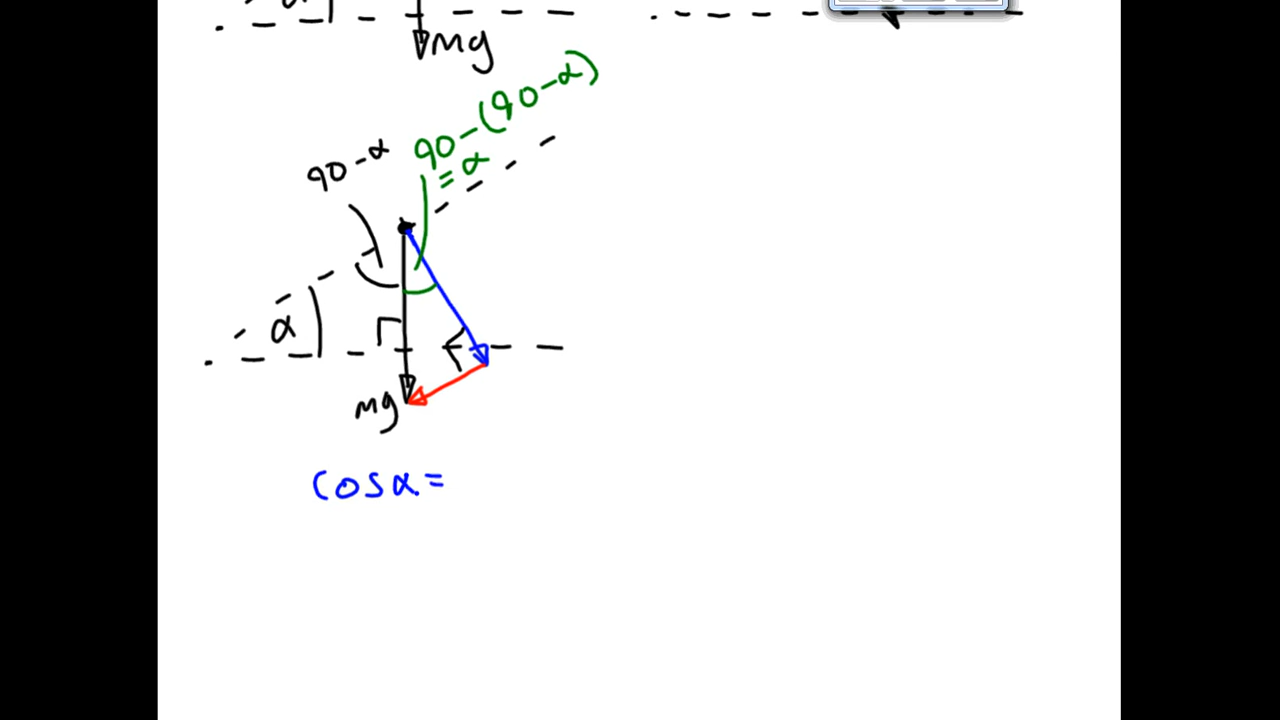 α
mg
90-α
90-(90-α)
=α
α
mg
cosα=